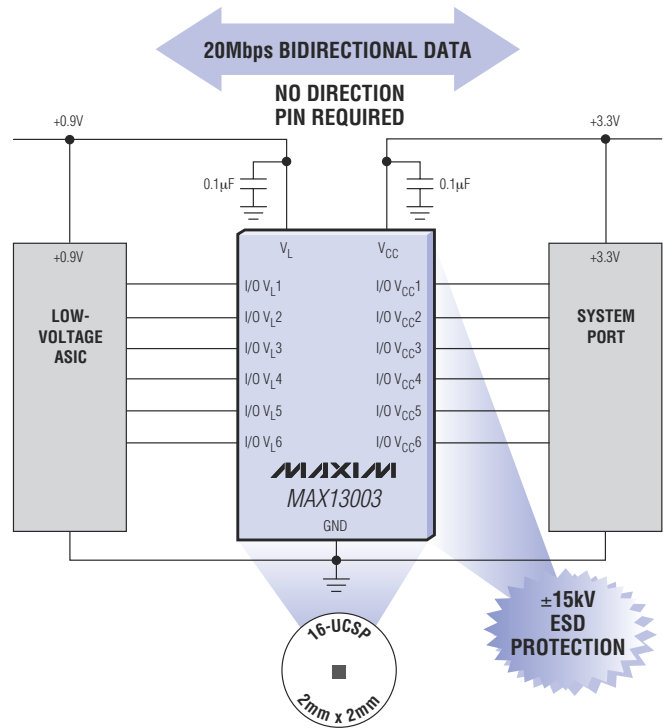 20Mbps BIDIRECTIONAL DATA
NO DIRECTION
PIN REQUIRED
+0.9V
+3.3V
0.1µF
0.1µF
+0.9V
LOW-
VOLTAGE
ASIC
VL
VCC
I/O VL1
I/O VL2
I/O VL3
I/O VL4
I/O VL5
I/O VL6
I/O VCC1
I/O VCC2
I/O VCC3
I/O VCC4
I/O VCC5
I/O VCC6
MAXIM
MAX13003
GND
+3.3V
SYSTEM
PORT
±15kV
ESD
PROTECTION
16-UCSP
2mm x 2mm